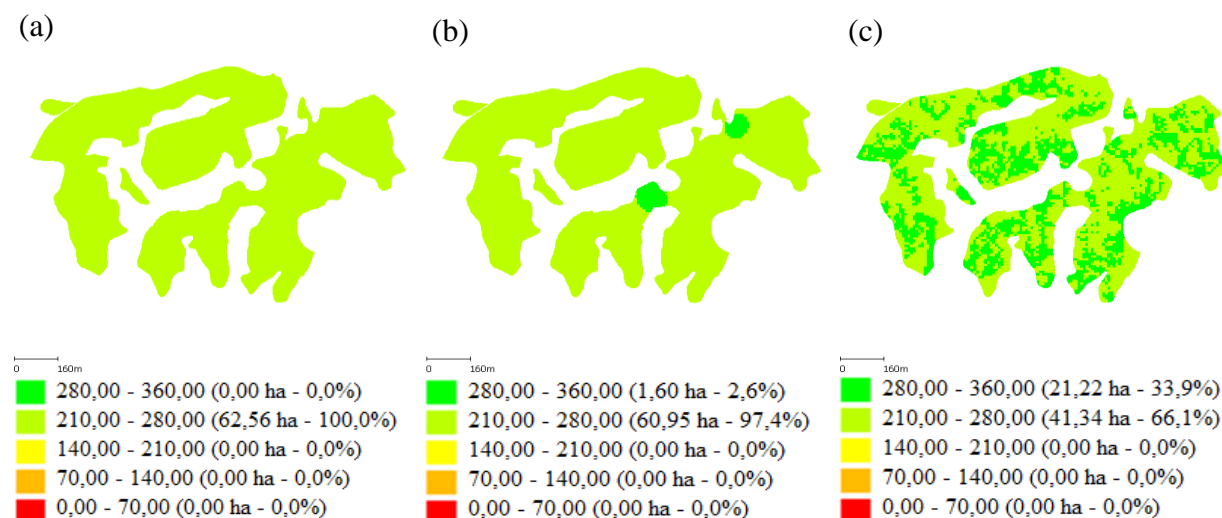 (a)
(b)
(c)
0 160m
0 160m
0 160m
280,00 - 360,00 (0,00 ha - 0,0%)
210,00 - 280,00 (62,56 ha - 100,0%)
140,00 - 210,00 (0,00 ha - 0,0%)
70,00 - 140,00 (0,00 ha - 0,0%)
0,00 - 70,00 (0,00 ha - 0,0%)
280,00 - 360,00 (1,60 ha - 2,6%)
210,00 - 280,00 (60,95 ha - 97,4%)
140,00 - 210,00 (0,00 ha - 0,0%)
70,00 - 140,00 (0,00 ha - 0,0%)
0,00 - 70,00 (0,00 ha - 0,0%)
280,00 - 360,00 (21,22 ha - 33,9%)
210,00 - 280,00 (41,34 ha - 66,1%)
140,00 - 210,00 (0,00 ha - 0,0%)
70,00 - 140,00 (0,00 ha - 0,0%)
0,00 - 70,00 (0,00 ha - 0,0%)